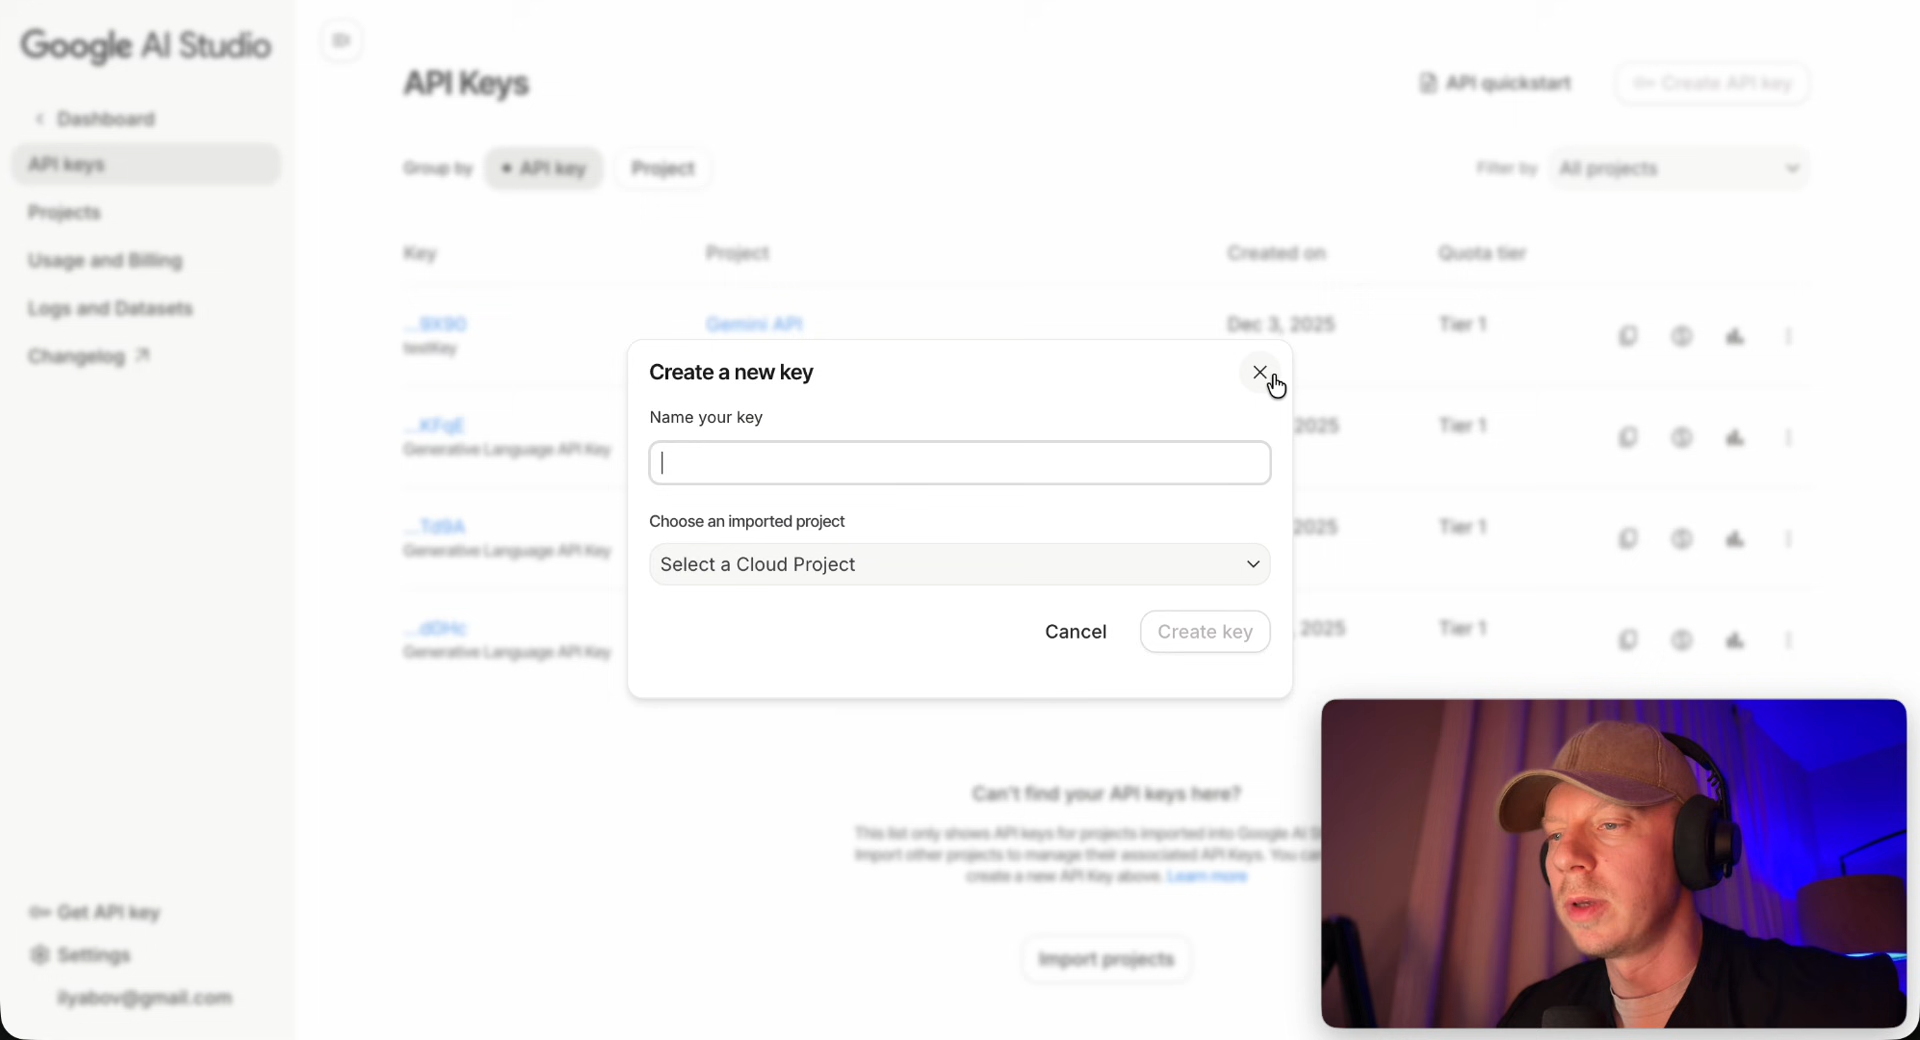 Google AI Studio
Dashboard
API keys
Projects
Usage and Billing
Logs and Datasets
Changelog
Get API key
Settings
ilyabov@gmail.com
API Keys
API quickstart
Create API key
Group by
API key
Project
Filter by
All projects
Key
Project
Created on
Quota tier
...9X90
testKey
Gemini API
Dec 3, 2025
Tier 1
...KFqE
Generative Language API Key
2025
Tier 1
...Td9A
Generative Language API Key
2025
Tier 1
...d0Hc
Generative Language API Key
, 2025
Tier 1
Create a new key
Name your key
Choose an imported project
Select a Cloud Project
Cancel
Create key
Can't find your API keys here?
This list only shows API keys for projects imported into Google AI
Import other projects to manage their associated API Keys. You
create a new API Key above. Learn more
Import projects